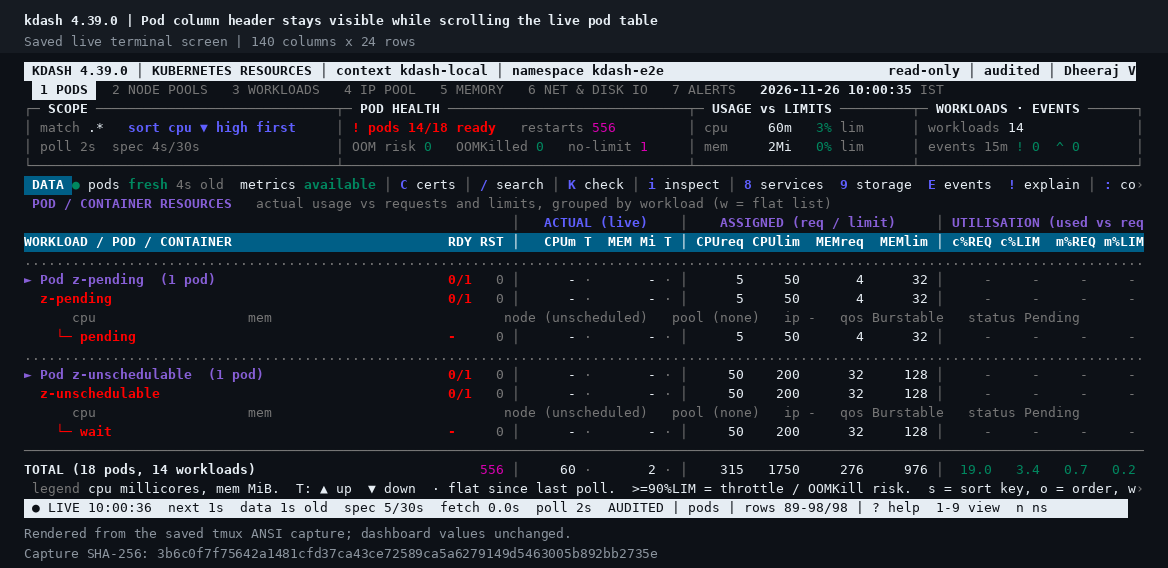 kdash 4.39.0 | Pod column header stays visible while scrolling the live pod table
Saved live terminal screen | 140 columns x 24 rows
KDASH 4.39.0 │ KUBERNETES RESOURCES │ context kdash-local │ namespace kdash-e2e read-only │ audited │ Dheeraj V
1 PODS 2 NODE POOLS 3 WORKLOADS 4 IP POOL 5 MEMORY 6 NET & DISK IO 7 ALERTS 2026-11-26 10:00:35 IST
SCOPE POD HEALTH USAGE vs LIMITS WORKLOADS · EVENTS
match .* sort cpu ▼ high first │ ! pods 14/18 ready restarts 556 │ cpu 60m 3% lim │ workloads 14
poll 2s spec 4s/30s │ OOM risk 0 OOMKilled 0 no-limit 1 │ mem 2Mi 0% lim │ events 15m ! 0 ^ 0
DATA ● pods fresh 4s old metrics available │ C certs │ / search │ K check │ i inspect │ 8 services 9 storage E events ! explain │ : co›
POD / CONTAINER RESOURCES actual usage vs requests and limits, grouped by workload (w = flat list)
│ ACTUAL (live) │ ASSIGNED (req / limit) │ UTILISATION (used vs req
WORKLOAD / POD / CONTAINER RDY RST │ CPUm T MEM Mi T │ CPUreq CPUlim MEMreq MEMlim │ c%REQ c%LIM m%REQ m%LIM
► Pod z-pending (1 pod) 0/1 0 │ - · - · │ 5 50 4 32 │ - - - -
z-pending 0/1 0 │ - · - · │ 5 50 4 32 │ - - - -
cpu mem node (unscheduled) pool (none) ip - qos Burstable status Pending
└─ pending - 0 │ - · - · │ 5 50 4 32 │ - - - -
► Pod z-unschedulable (1 pod) 0/1 0 │ - · - · │ 50 200 32 128 │ - - - -
z-unschedulable 0/1 0 │ - · - · │ 50 200 32 128 │ - - - -
cpu mem node (unscheduled) pool (none) ip - qos Burstable status Pending
└─ wait - 0 │ - · - · │ 50 200 32 128 │ - - - -
TOTAL (18 pods, 14 workloads) 556 │ 60 · 2 · │ 315 1750 276 976 │ 19.0 3.4 0.7 0.2
legend cpu millicores, mem MiB. T: ▲ up ▼ down · flat since last poll. >=90%LIM = throttle / OOMKill risk. s = sort key, o = order, w›
● LIVE 10:00:36 next 1s data 1s old spec 5/30s fetch 0.0s poll 2s AUDITED | pods | rows 89-98/98 | ? help 1-9 view n ns
Rendered from the saved tmux ANSI capture; dashboard values unchanged.
Capture SHA-256: 3b6c0f7f75642a1481cfd37ca43ce72589ca5a6279149d5463005b892bb2735e